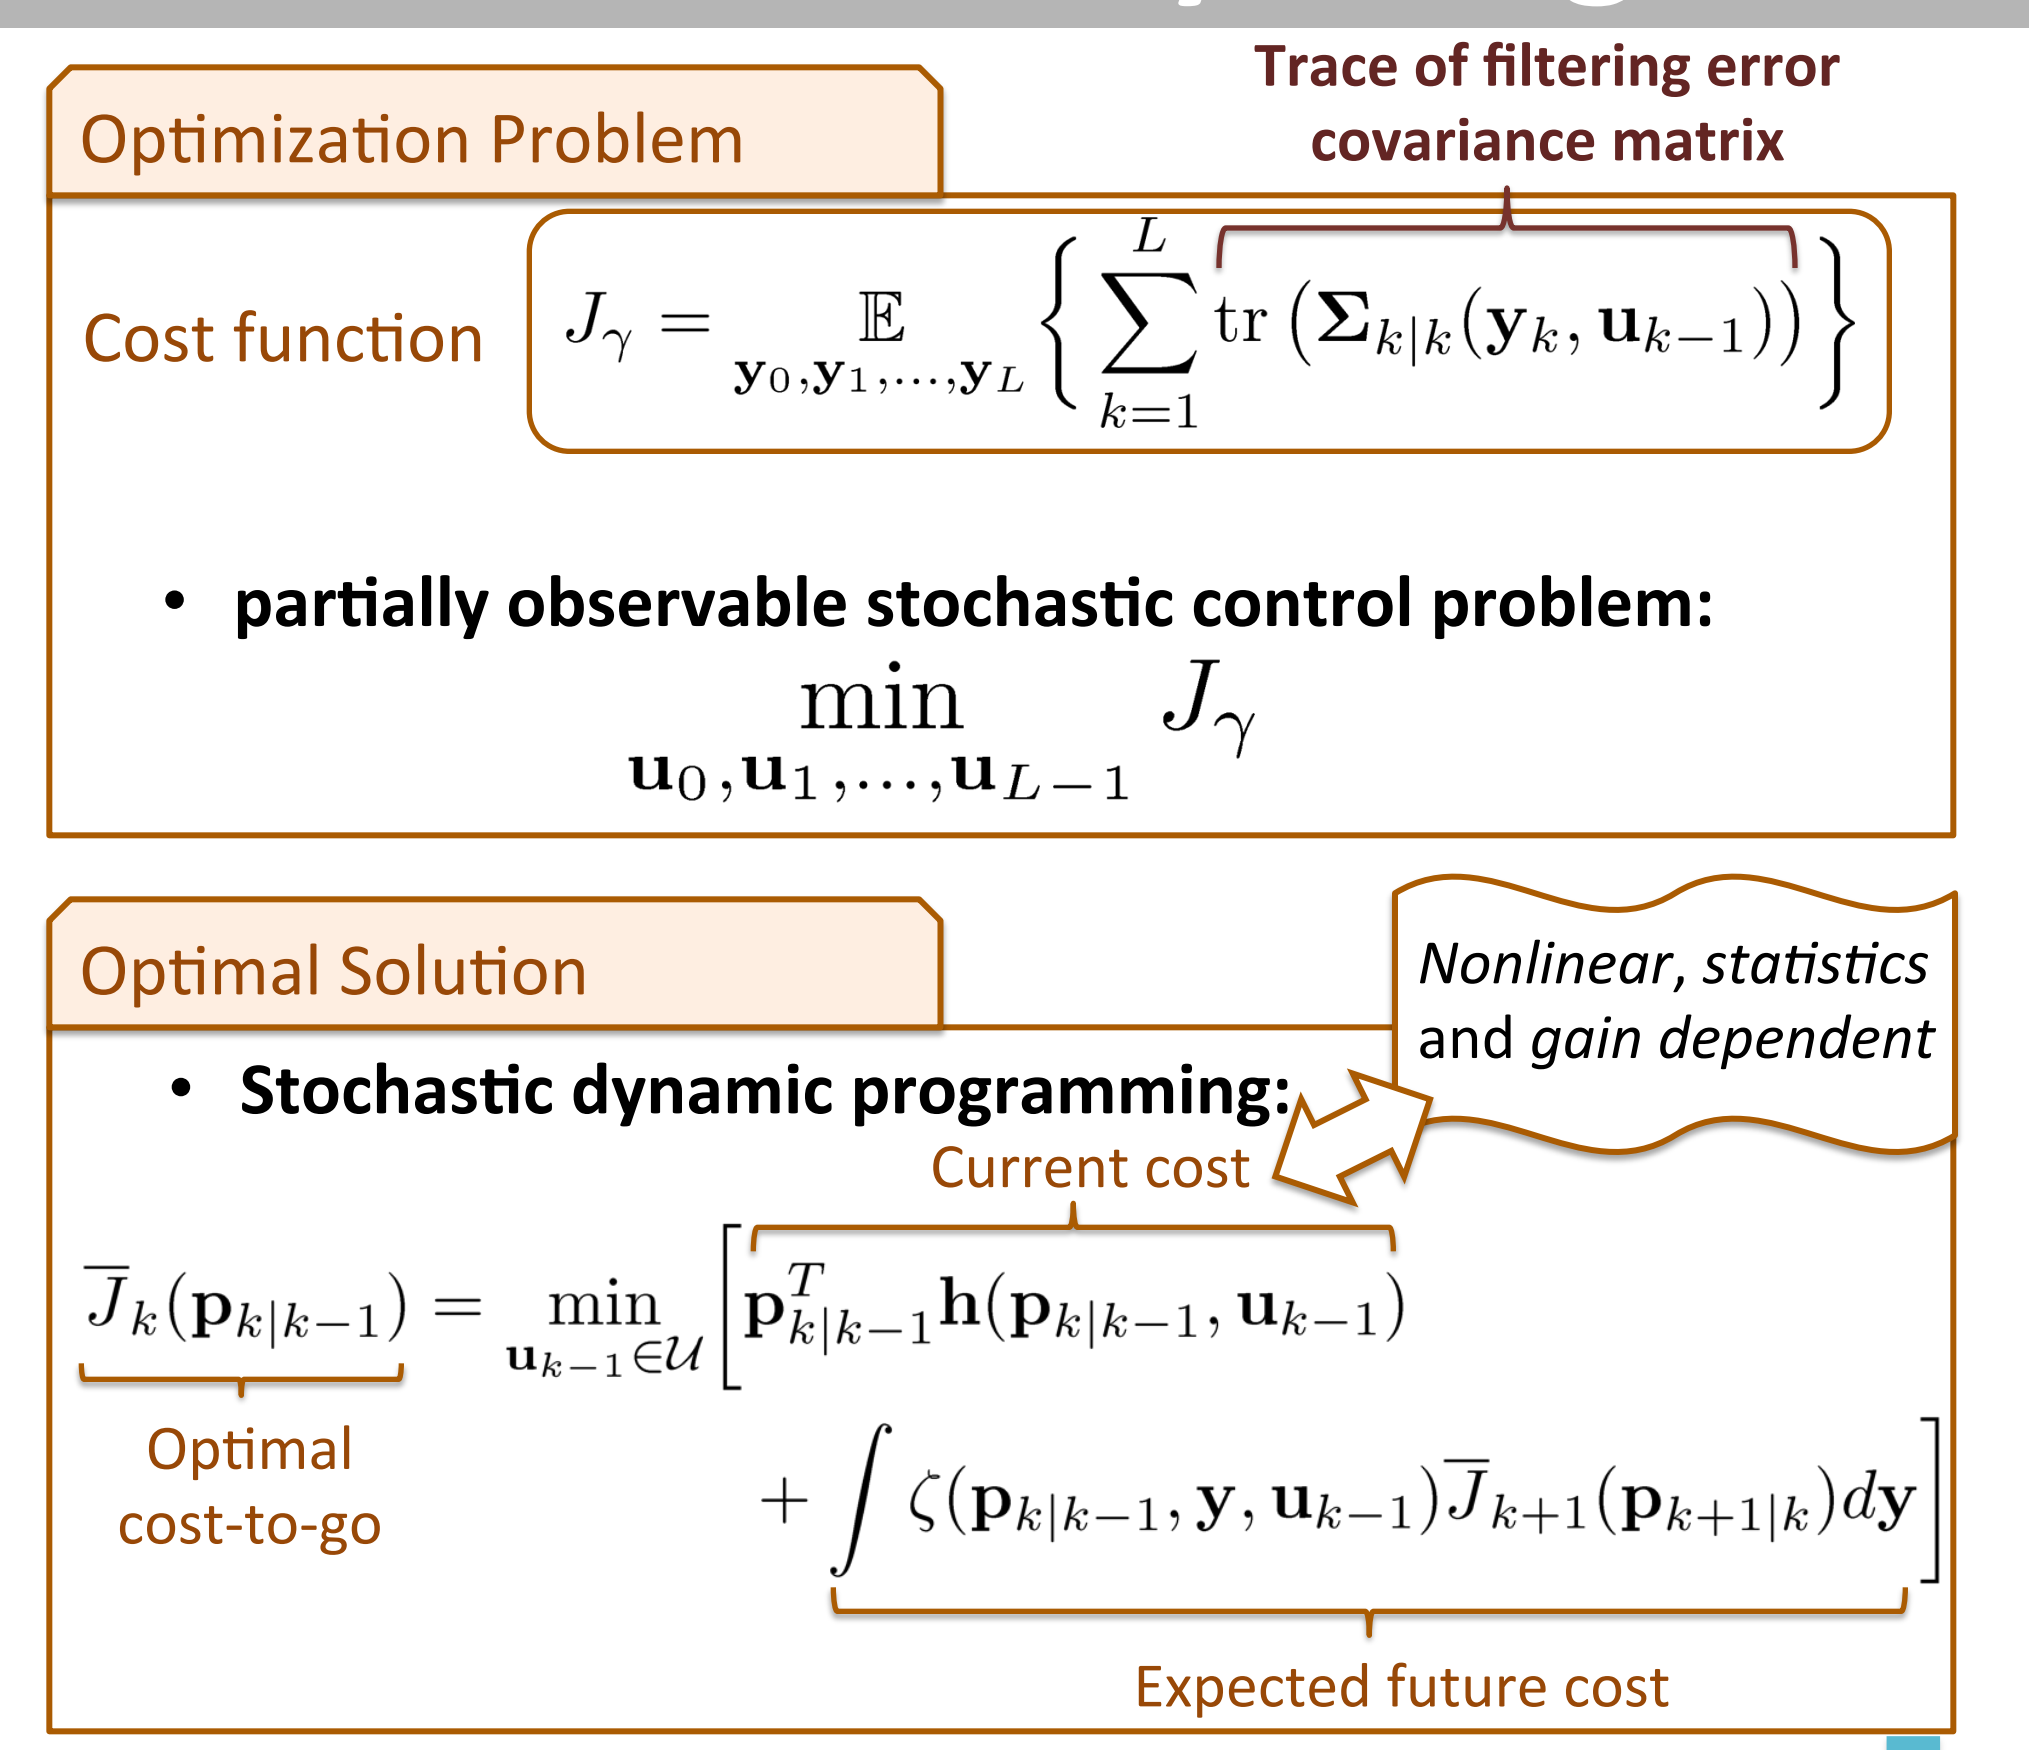 Trace of filtering error
covariance matrix
Optimization Problem
Cost function
J_γ = 𝔼_{y_0,y_1,...,y_L} { ∑_{k=1}^{L} tr (Σ_{k|k}(y_k, u_{k−1})) }
• partially observable stochastic control problem:
min_{u_0,u_1,...,u_{L−1}} J_γ
Optimal Solution
Nonlinear, statistics
and gain dependent
• Stochastic dynamic programming:
Current cost
J̅_k(p_{k|k−1}) = min_{u_{k−1}∈𝒰} [ p^T_{k|k−1} h(p_{k|k−1}, u_{k−1})
Optimal
cost-to-go
+ ∫ ζ(p_{k|k−1}, y, u_{k−1}) J̅_{k+1}(p_{k+1|k}) dy ]
Expected future cost